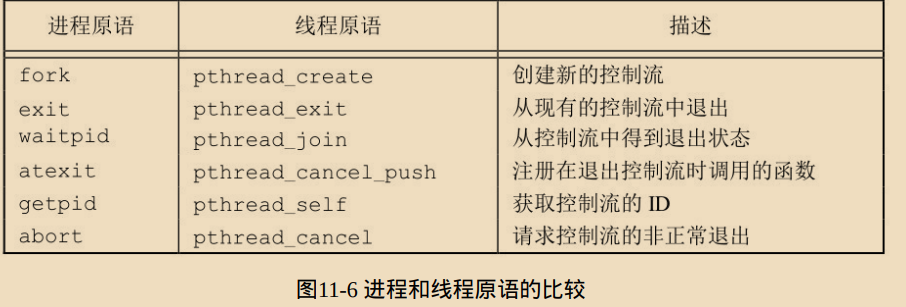 进程原语 线程原语 描述
fork pthread_create 创建新的控制流
exit pthread_exit 从现有的控制流中退出
waitpid pthread_join 从控制流中得到退出状态
atexit pthread_cancel_push 注册在退出控制流时调用的函数
getpid pthread_self 获取控制流的 ID
abort pthread_cancel 请求控制流的非正常退出
图11-6 进程和线程原语的比较